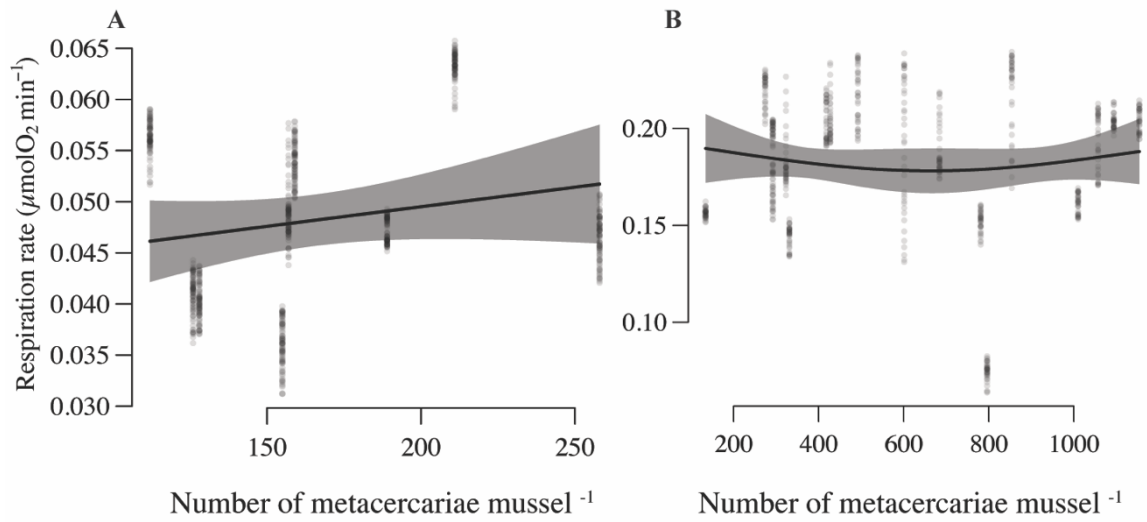 A
Respiration rate (μmolO₂ min⁻¹)
0.065
0.060
0.055
0.050
0.045
0.040
0.035
0.030
150 200 250
Number of metacercariae mussel ⁻¹
B
0.20
0.15
0.10
200 400 600 800 1000
Number of metacercariae mussel ⁻¹